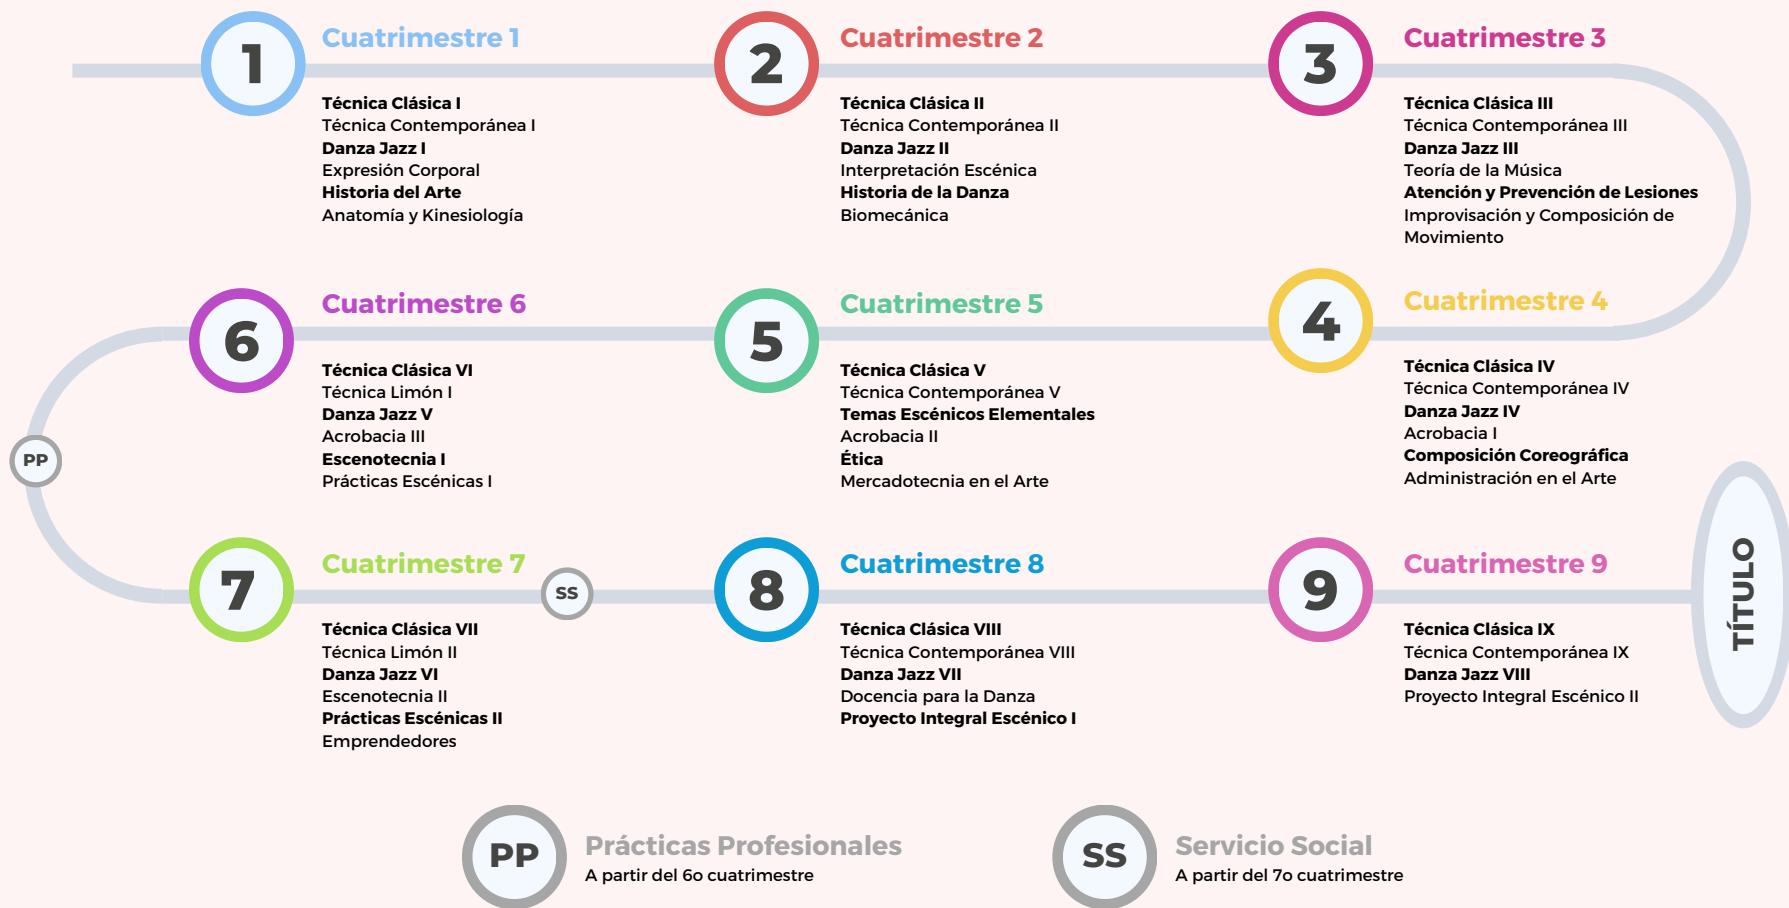 1
Cuatrimestre 1
Técnica Clásica I
Técnica Contemporánea I
Danza Jazz I
Expresión Corporal
Historia del Arte
Anatomía y Kinesiología
2
Cuatrimestre 2
Técnica Clásica II
Técnica Contemporánea II
Danza Jazz II
Interpretación Escénica
Historia de la Danza
Biomecánica
3
Cuatrimestre 3
Técnica Clásica III
Técnica Contemporánea III
Danza Jazz III
Teoría de la Música
Atención y Prevención de Lesiones
Improvisación y Composición de
Movimiento
4
Cuatrimestre 4
Técnica Clásica IV
Técnica Contemporánea IV
Danza Jazz IV
Acrobacia I
Composición Coreográfica
Administración en el Arte
5
Cuatrimestre 5
Técnica Clásica V
Técnica Contemporánea V
Temas Escénicos Elementales
Acrobacia II
Ética
Mercadotecnia en el Arte
6
Cuatrimestre 6
Técnica Clásica VI
Técnica Limón I
Danza Jazz V
Acrobacia III
Escenotecnia I
Prácticas Escénicas I
PP
7
Cuatrimestre 7
Técnica Clásica VII
Técnica Limón II
Danza Jazz VI
Escenotecnia II
Prácticas Escénicas II
Emprendedores
SS
8
Cuatrimestre 8
Técnica Clásica VIII
Técnica Contemporánea VIII
Danza Jazz VII
Docencia para la Danza
Proyecto Integral Escénico I
9
Cuatrimestre 9
Técnica Clásica IX
Técnica Contemporánea IX
Danza Jazz VIII
Proyecto Integral Escénico II
TÍTULO
PP
Prácticas Profesionales
A partir del 6o cuatrimestre
SS
Servicio Social
A partir del 7o cuatrimestre